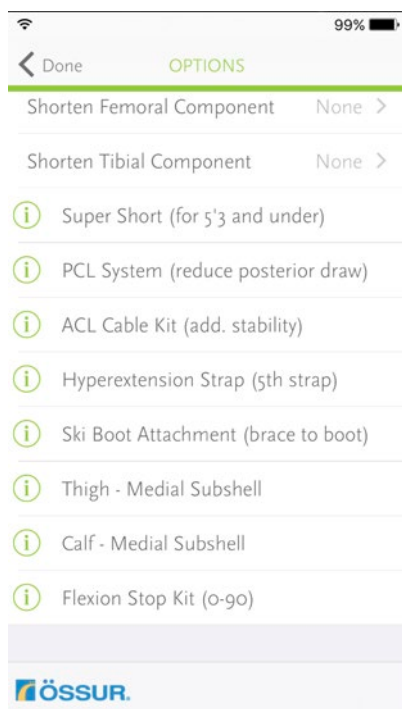 99%
Done OPTIONS
Shorten Femoral Component None >
Shorten Tibial Component None >
i Super Short (for 5'3 and under)
i PCL System (reduce posterior draw)
i ACL Cable Kit (add. stability)
i Hyperextension Strap (5th strap)
i Ski Boot Attachment (brace to boot)
i Thigh - Medial Subshell
i Calf - Medial Subshell
i Flexion Stop Kit (0-90)
ÖSSUR.